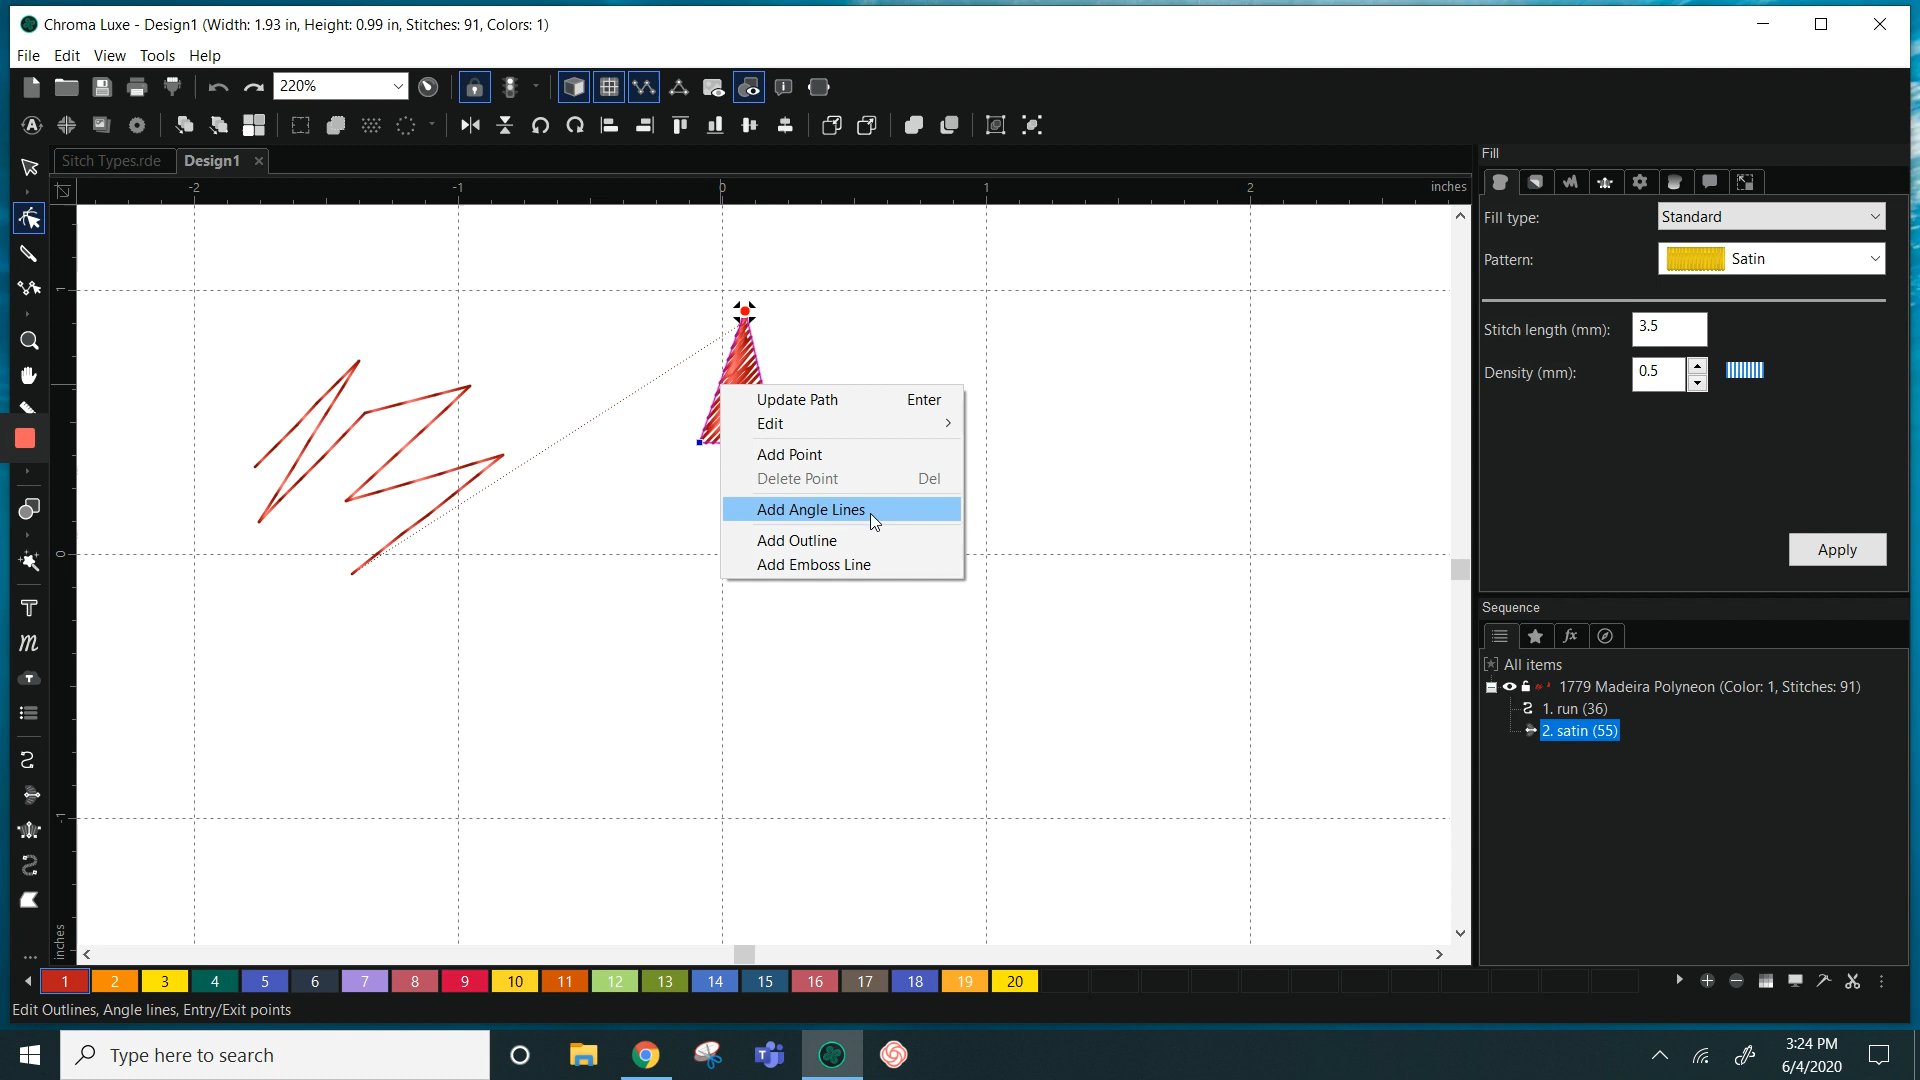 Chroma Luxe - Design1 (Width: 1.93 in, Height: 0.99 in, Stitches: 91, Colors: 1)
File Edit View Tools Help
220%
Sitch Types.rde Design1
-2 -1 0 1 2 inches
1
0
-1
inches
Update Path Enter
Edit
Add Point
Delete Point Del
Add Angle Lines
Add Outline
Add Emboss Line
Fill
Fill type: Standard
Pattern: Satin
Stitch length (mm): 3.5
Density (mm): 0.5
Apply
Sequence
fx
All items
1779 Madeira Polyneon (Color: 1, Stitches: 91)
1. run (36)
2. satin (55)
1 2 3 4 5 6 7 8 9 10 11 12 13 14 15 16 17 18 19 20
Edit Outlines, Angle lines, Entry/Exit points
Type here to search
3:24 PM
6/4/2020